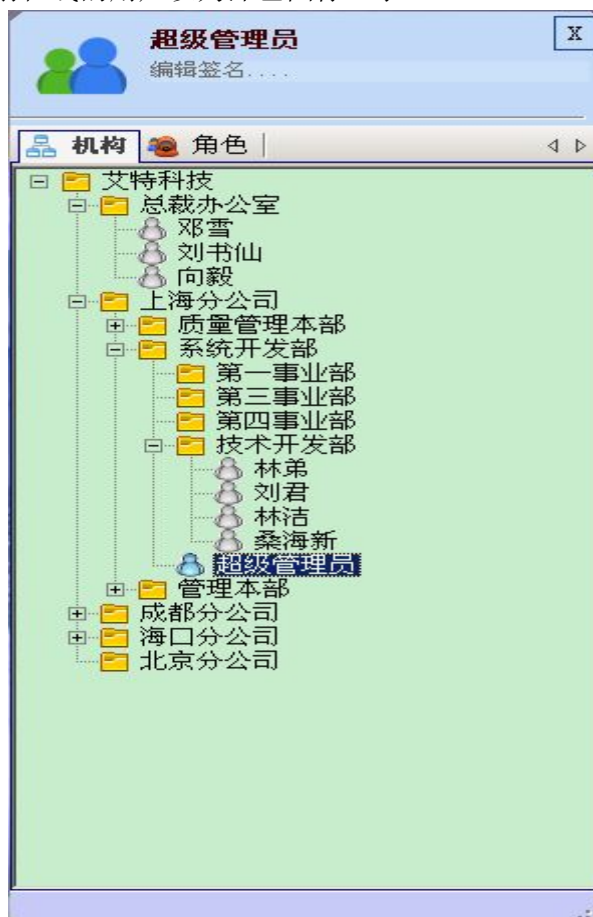 超级管理员
X
编辑签名....
机构 角色
艾特科技
总裁办公室
邓雪
刘书仙
向毅
上海分公司
质量管理本部
系统开发部
第一事业部
第三事业部
第四事业部
技术开发部
林弟
刘君
林洁
桑海新
超级管理员
管理本部
成都分公司
海口分公司
北京分公司